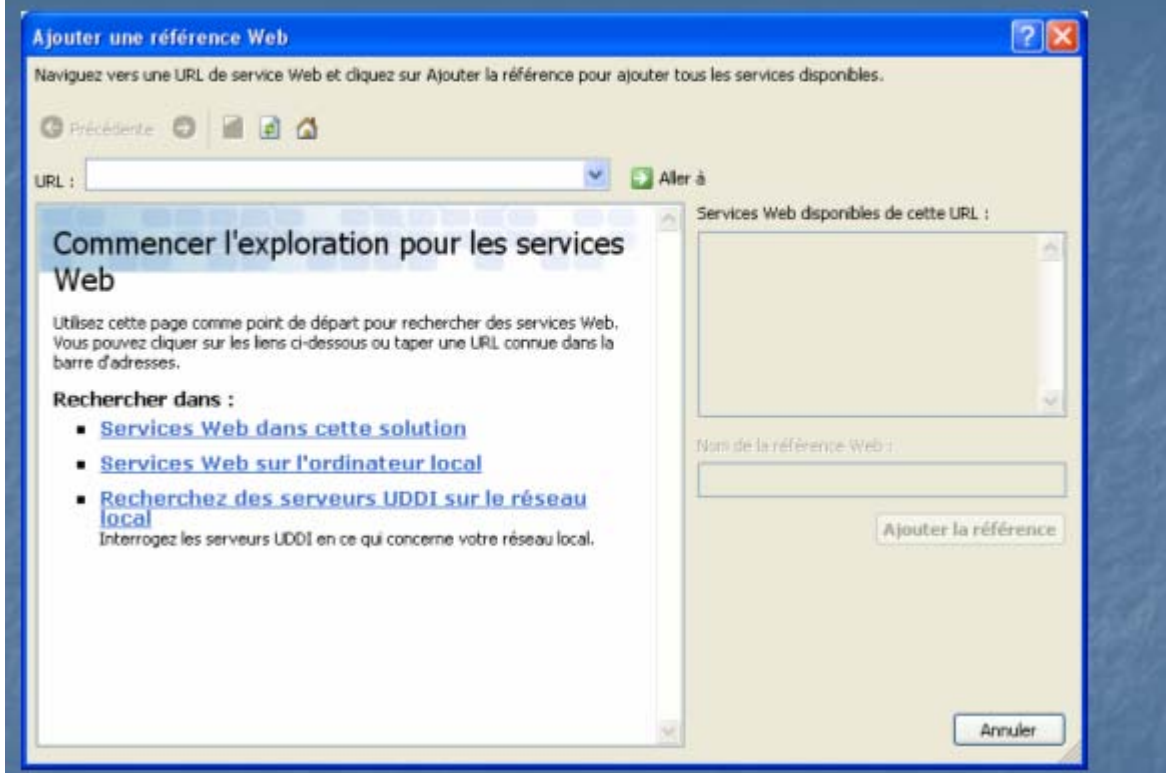 Ajouter une référence Web
Naviguez vers une URL de service Web et cliquez sur Ajouter la référence pour ajouter tous les services disponibles.
Précédente
URL :
Aller à
Commencer l'exploration pour les services
Web
Utilisez cette page comme point de départ pour rechercher des services Web.
Vous pouvez cliquer sur les liens ci-dessous ou taper une URL connue dans la
barre d'adresses.
Rechercher dans :
Services Web dans cette solution
Services Web sur l'ordinateur local
Recherchez des serveurs UDDI sur le réseau
local
Interrogez les serveurs UDDI en ce qui concerne votre réseau local.
Services Web disponibles de cette URL :
Nom de la référence Web :
Ajouter la référence
Annuler